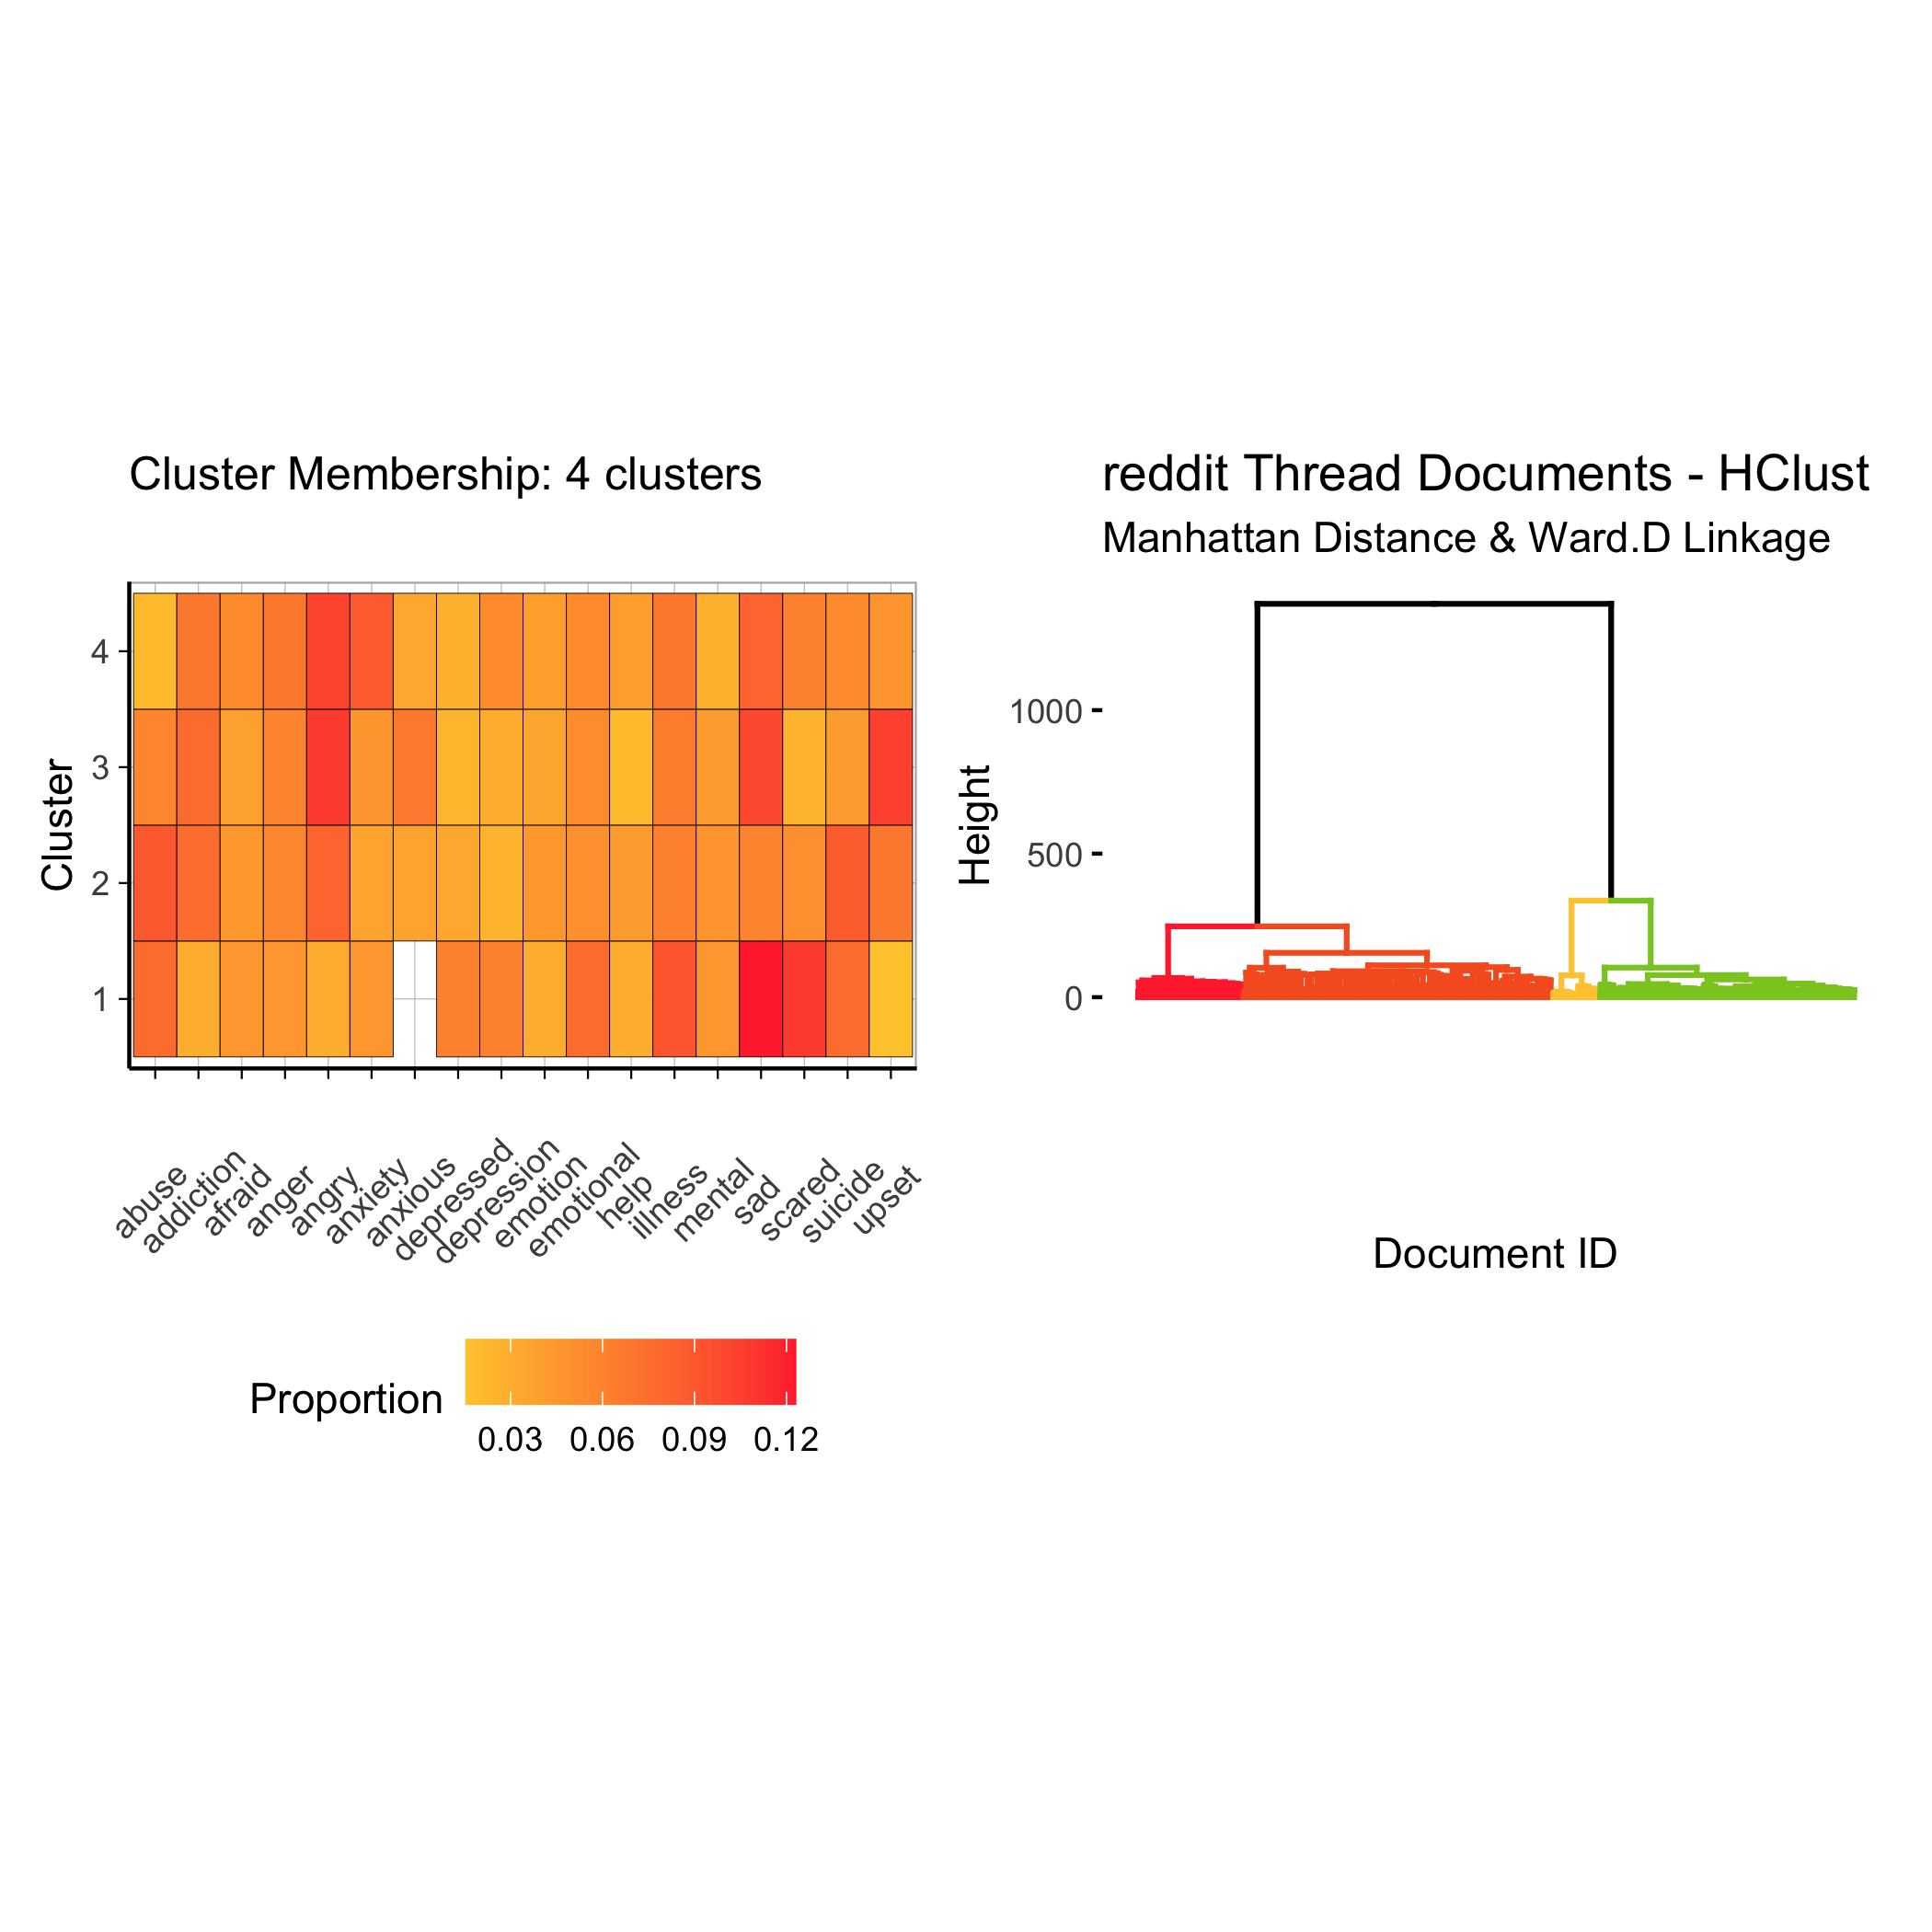 Cluster Membership: 4 clusters
Cluster
4
3
2
1
abuse
addiction
afraid
anger
angry
anxiety
anxious
depressed
depression
emotion
emotional
help
illness
mental
sad
scared
suicide
upset
Proportion
0.03 0.06 0.09 0.12
reddit Thread Documents - HClust
Manhattan Distance & Ward.D Linkage
Height
1000
500
0
Document ID